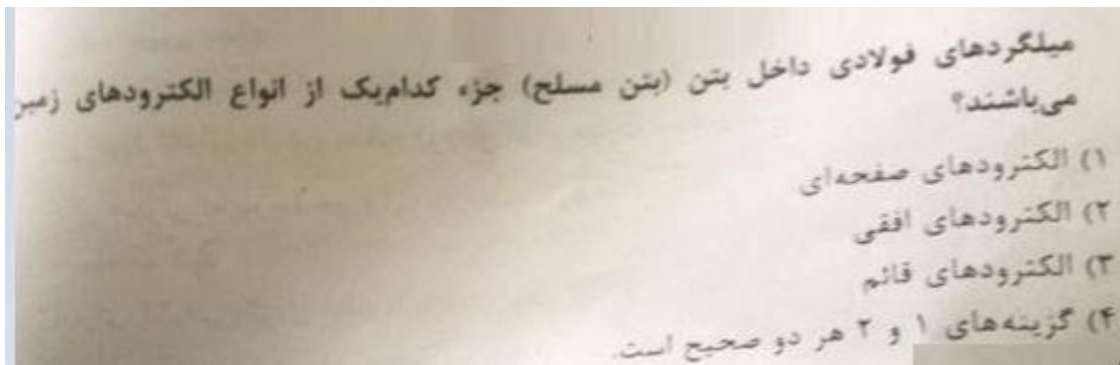 میلگردهای فولادی داخل بتن (بتن مسلح) جزء کدام‌یک از انواع الکترودهای زمین
می‌باشند؟
۱) الکترودهای صفحه‌ای
۲) الکترودهای افقی
۳) الکترودهای قائم
۴) گزینه‌های ۱ و ۲ هر دو صحیح است.